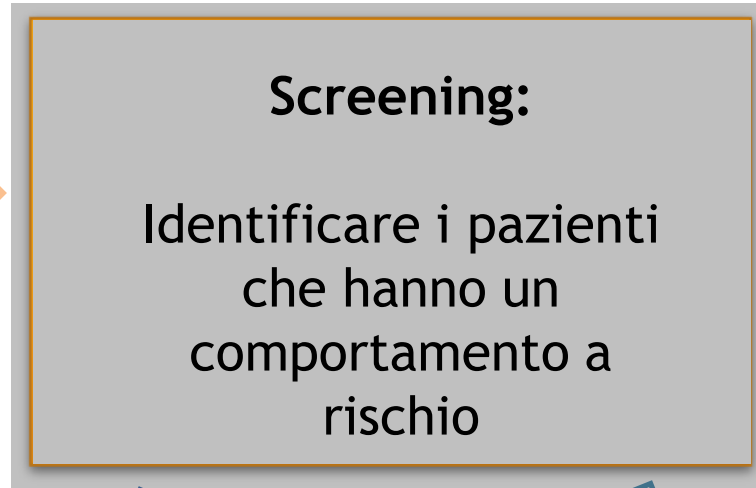 Screening:
Identificare i pazienti
che hanno un
comportamento a
rischio